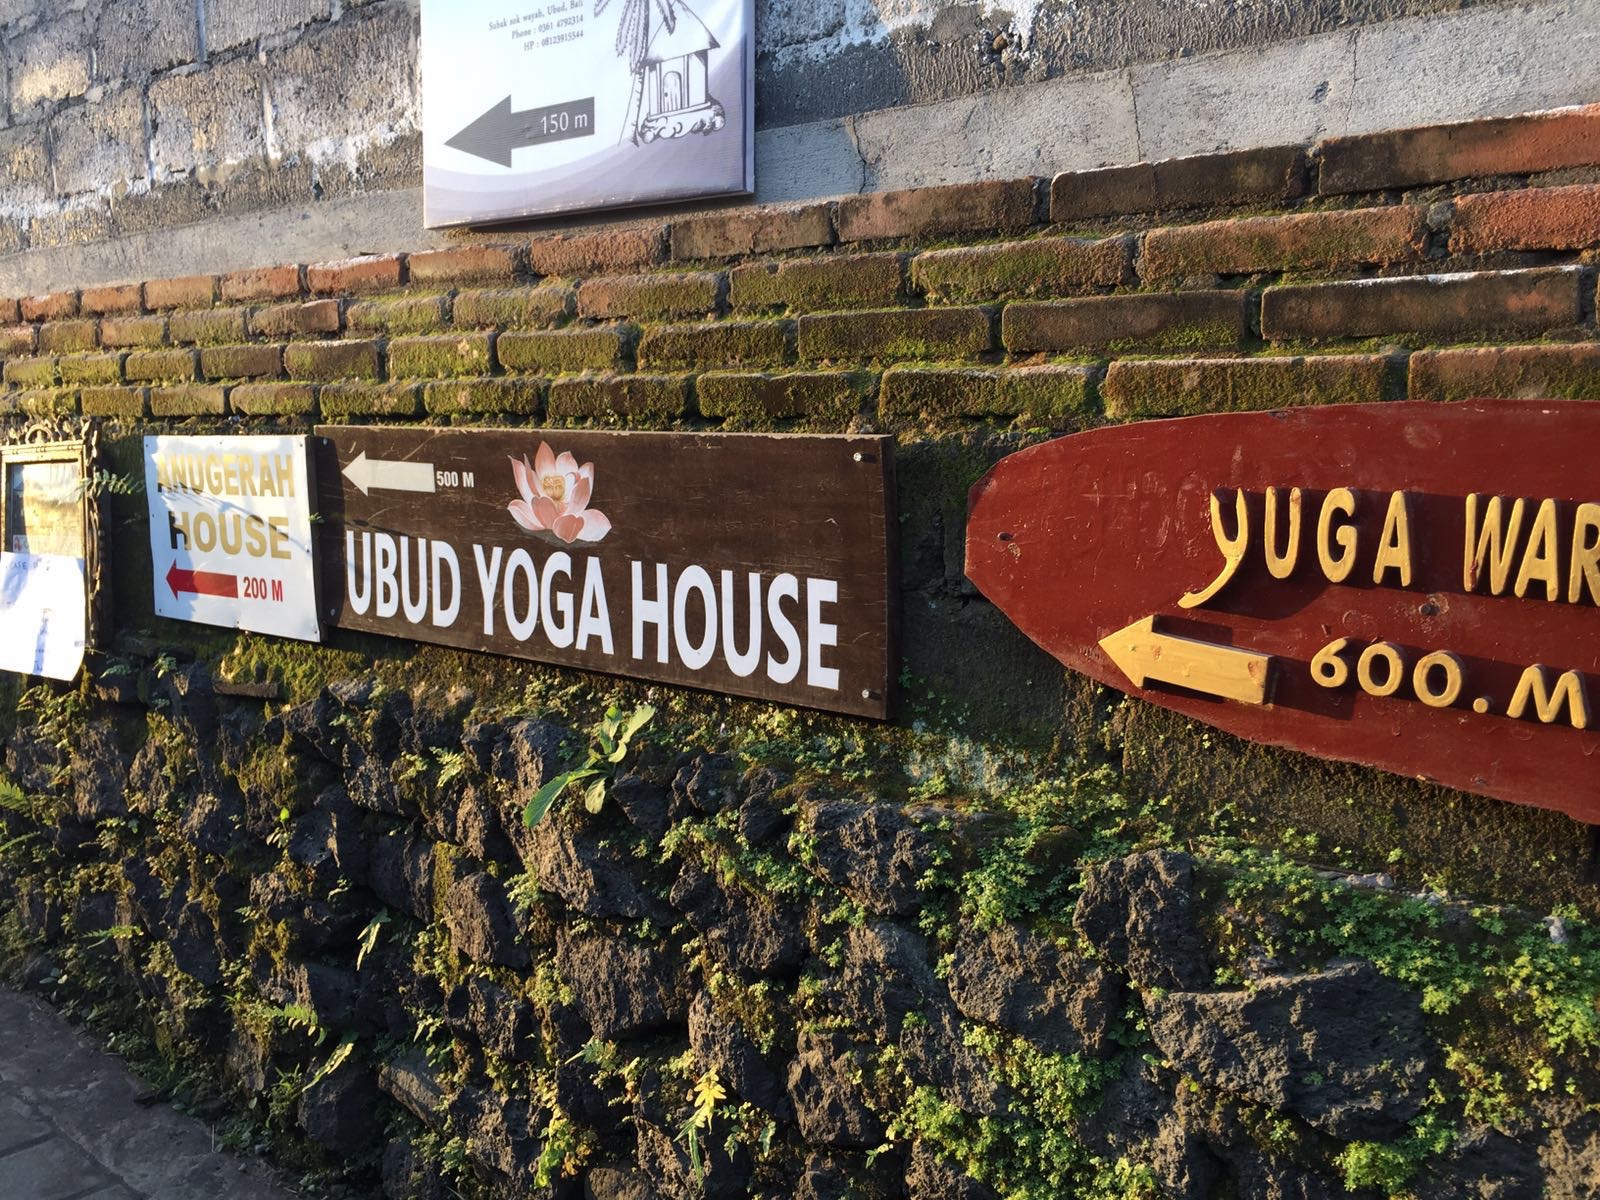 Subak sok wayah, Ubud, Bali
Phone : 0361 4792314
HP : 08123915544
150 m
ANUGERAH
HOUSE
200 M
500 M
UBUD YOGA HOUSE
YUGA WAR
600.M